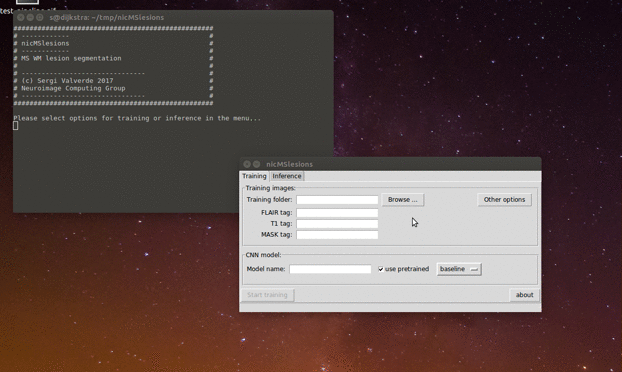 s@dijkstra: ~/tmp/nicMSlesions
##################################################
# ------------ #
# nicMSlesions #
# ------------ #
# MS WM lesion segmentation #
# #
# ------------------------------- #
# (c) Sergi Valverde 2017 #
# Neuroimage Computing Group #
# ------------------------------- #
##################################################
Please select options for training or inference in the menu...
nicMSlesions
Training Inference
Training images:
Training folder: Browse ... Other options
FLAIR tag:
T1 tag:
MASK tag:
CNN model:
Model name: use pretrained baseline
Start training about